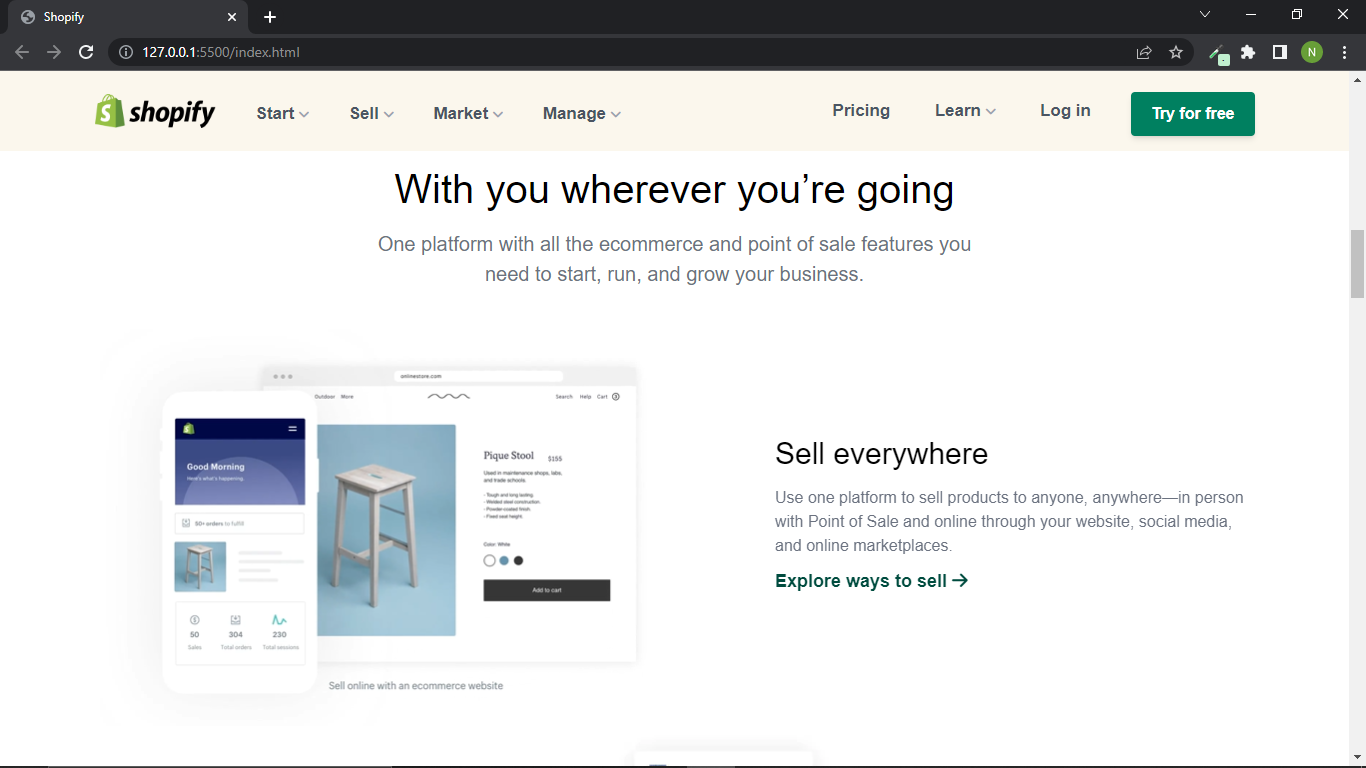 Shopify
127.0.0.1:5500/index.html
N
shopify
Start
Sell
Market
Manage
Pricing
Learn
Log in
Try for free
With you wherever you’re going
One platform with all the ecommerce and point of sale features you
need to start, run, and grow your business.
onlinestore.com
Outdoor More
Search Help Cart
Good Morning
Here's what's happening.
50+ orders to fulfill
50 304 230
Sales Total orders Total sessions
Pique Stool $155
Used in maintenance shops, labs,
and trade schools.
- Tough and long lasting.
- Welded steel construction.
- Powder-coated finish.
- Fixed seat height.
Color: White
Add to cart
Sell online with an ecommerce website
Sell everywhere
Use one platform to sell products to anyone, anywhere—in person
with Point of Sale and online through your website, social media,
and online marketplaces.
Explore ways to sell →